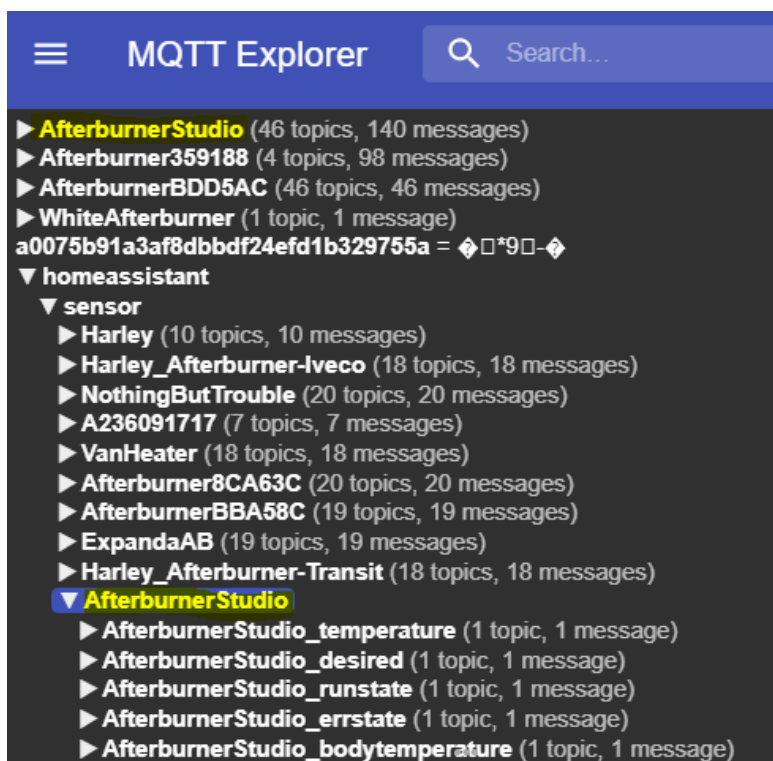 MQTT Explorer Search...
AfterburnerStudio (46 topics, 140 messages)
Afterburner359188 (4 topics, 98 messages)
AfterburnerBDD5AC (46 topics, 46 messages)
WhiteAfterburner (1 topic, 1 message)
a0075b91a3af8dbbdf24efd1b329755a = �□*9□-�
homeassistant
sensor
Harley (10 topics, 10 messages)
Harley_Afterburner-Iveco (18 topics, 18 messages)
NothingButTrouble (20 topics, 20 messages)
A236091717 (7 topics, 7 messages)
VanHeater (18 topics, 18 messages)
Afterburner8CA63C (20 topics, 20 messages)
AfterburnerBBA58C (19 topics, 19 messages)
ExpandaAB (19 topics, 19 messages)
Harley_Afterburner-Transit (18 topics, 18 messages)
AfterburnerStudio
AfterburnerStudio_temperature (1 topic, 1 message)
AfterburnerStudio_desired (1 topic, 1 message)
AfterburnerStudio_runstate (1 topic, 1 message)
AfterburnerStudio_errstate (1 topic, 1 message)
AfterburnerStudio_bodytemperature (1 topic, 1 message)